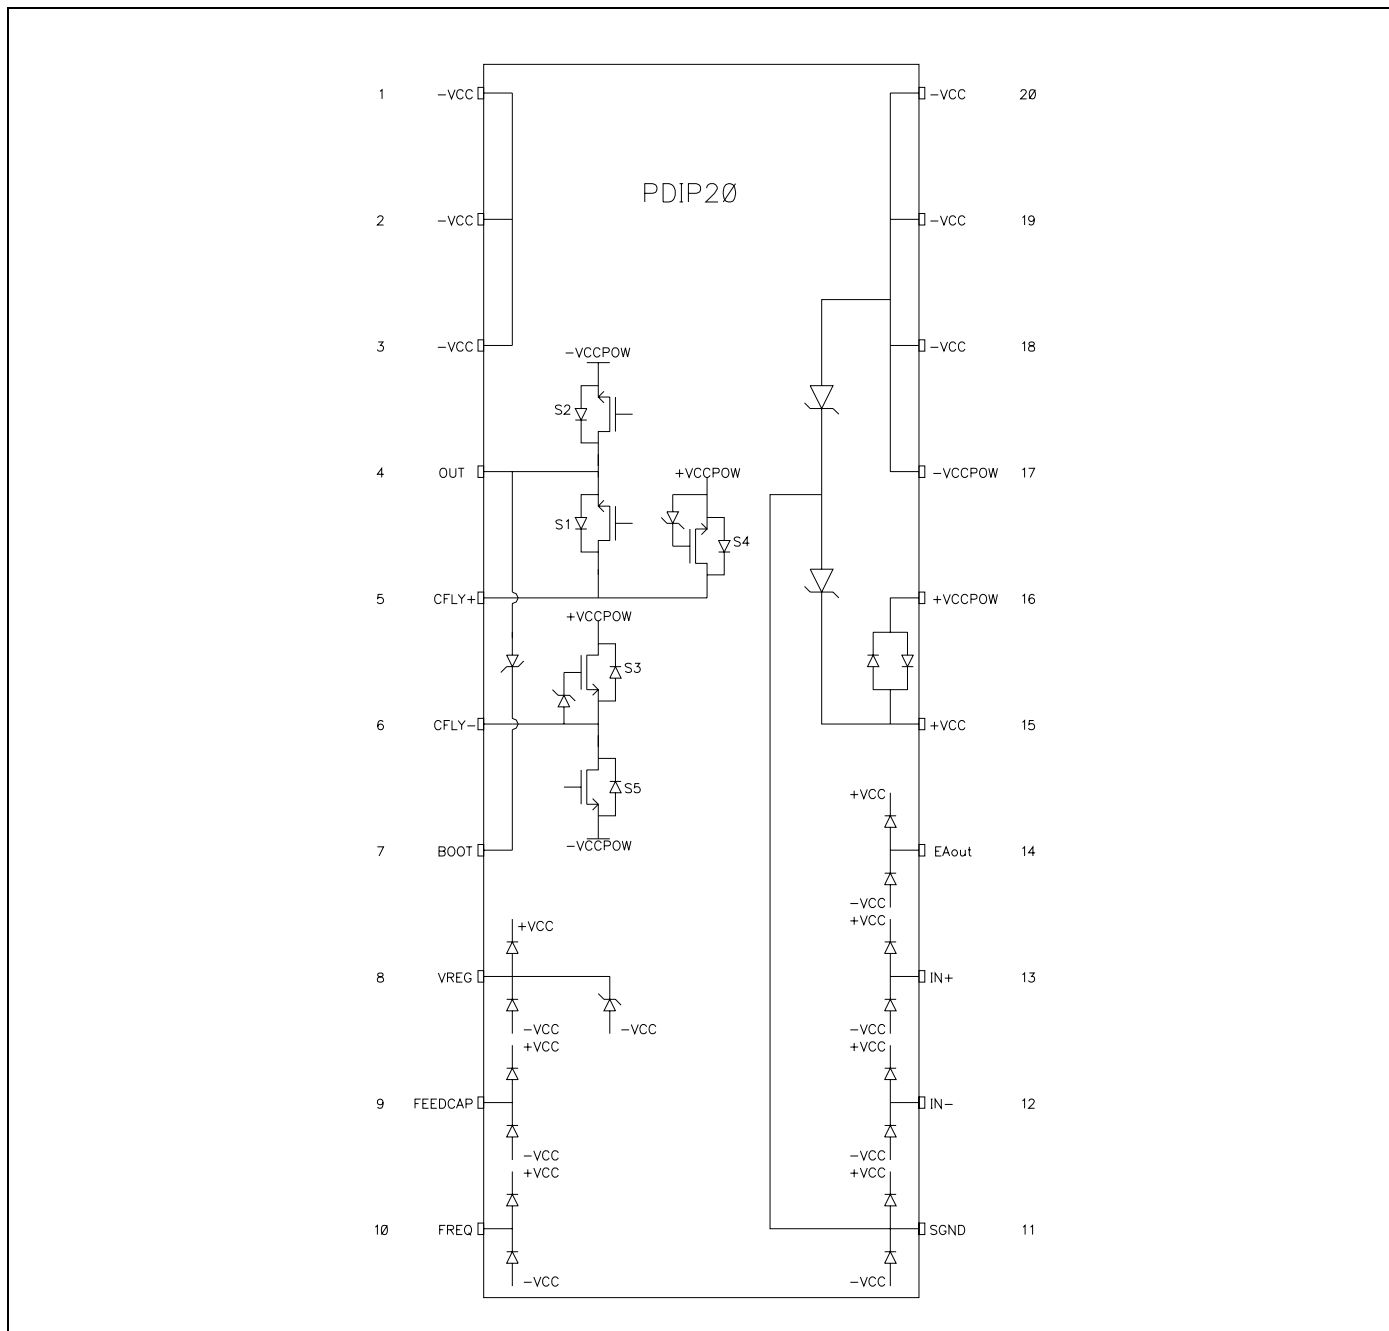 1 -VCC -VCC 20
PDIP20
2 -VCC -VCC 19
3 -VCC -VCC 18
-VCCPOW
S2
4 OUT -VCCPOW 17
+VCCPOW
S1
S4
5 CFLY+ +VCCPOW 16
+VCCPOW
S3
6 CFLY- +VCC 15
S5
+VCC
-VCCPOW
7 BOOT EAout 14
-VCC
+VCC +VCC
8 VREG IN+ 13
-VCC -VCC -VCC
+VCC +VCC
9 FEEDCAP IN- 12
-VCC -VCC
+VCC +VCC
10 FREQ SGND 11
-VCC -VCC